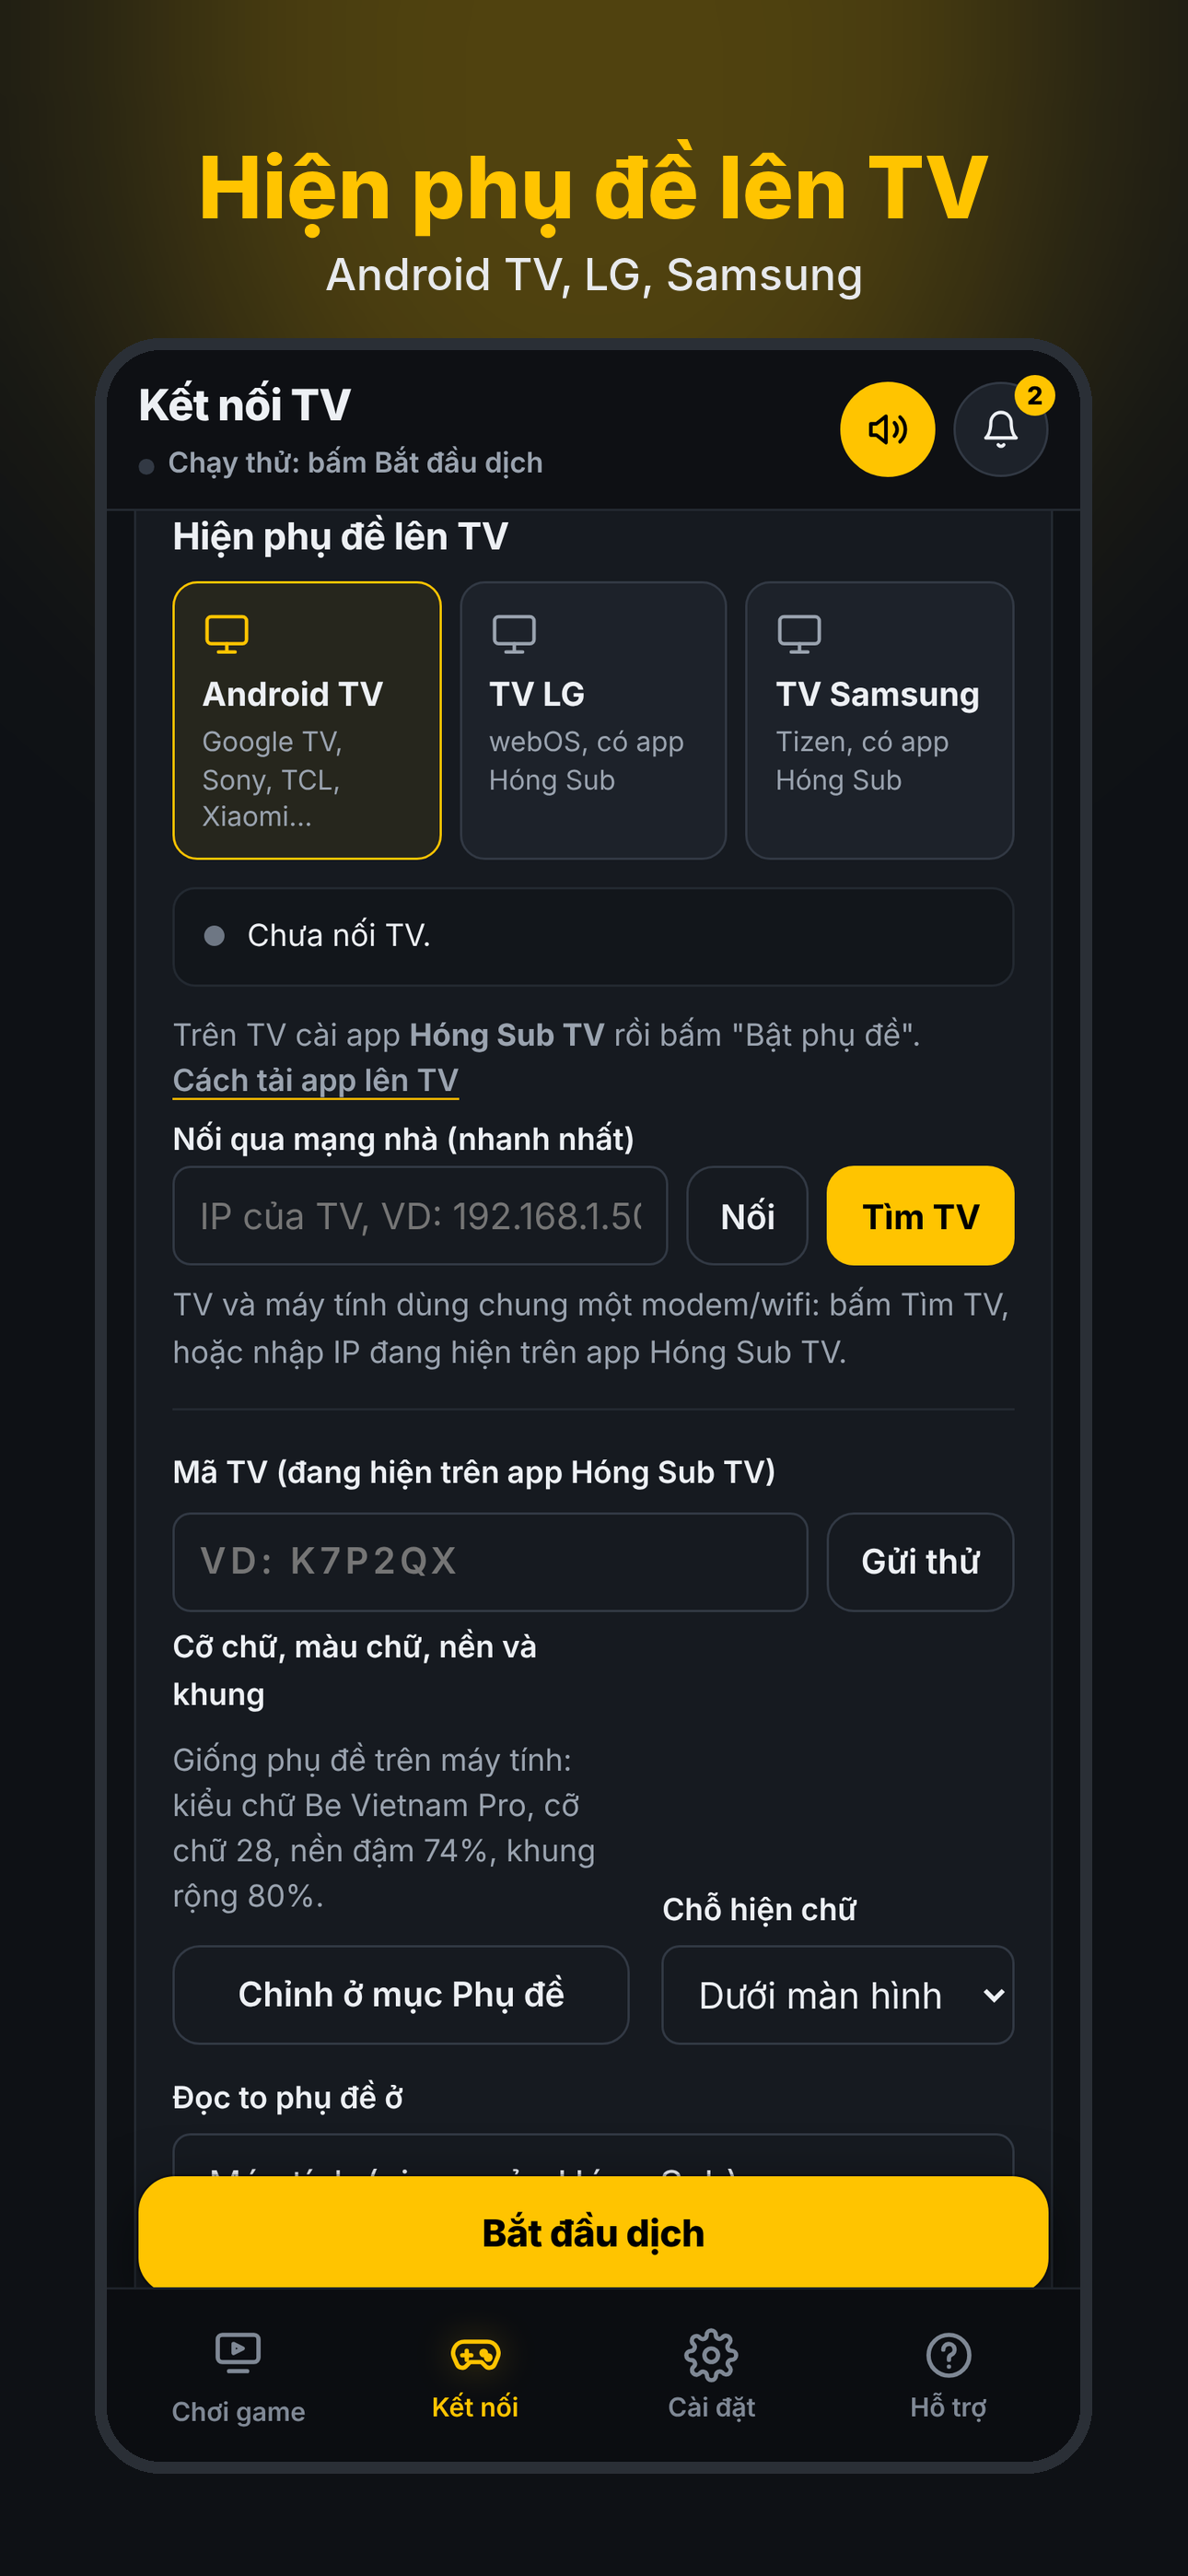 Hiện phụ đề lên TV
Android TV, LG, Samsung
Kết nối TV
Chạy thử: bấm Bắt đầu dịch
2
Hiện phụ đề lên TV
Android TV
Google TV,
Sony, TCL,
Xiaomi...
TV LG
webOS, có app
Hóng Sub
TV Samsung
Tizen, có app
Hóng Sub
Chưa nối TV.
Trên TV cài app Hóng Sub TV rồi bấm "Bật phụ đề".
Cách tải app lên TV
Nối qua mạng nhà (nhanh nhất)
IP của TV, VD: 192.168.1.50
Nối
Tìm TV
TV và máy tính dùng chung một modem/wifi: bấm Tìm TV,
hoặc nhập IP đang hiện trên app Hóng Sub TV.
Mã TV (đang hiện trên app Hóng Sub TV)
VD: K7P2QX
Gửi thử
Cỡ chữ, màu chữ, nền và
khung
Giống phụ đề trên máy tính:
kiểu chữ Be Vietnam Pro, cỡ
chữ 28, nền đậm 74%, khung
rộng 80%.
Chỉnh ở mục Phụ đề
Chỗ hiện chữ
Dưới màn hình
Đọc to phụ đề ở
Bắt đầu dịch
Chơi game
Kết nối
Cài đặt
Hỗ trợ